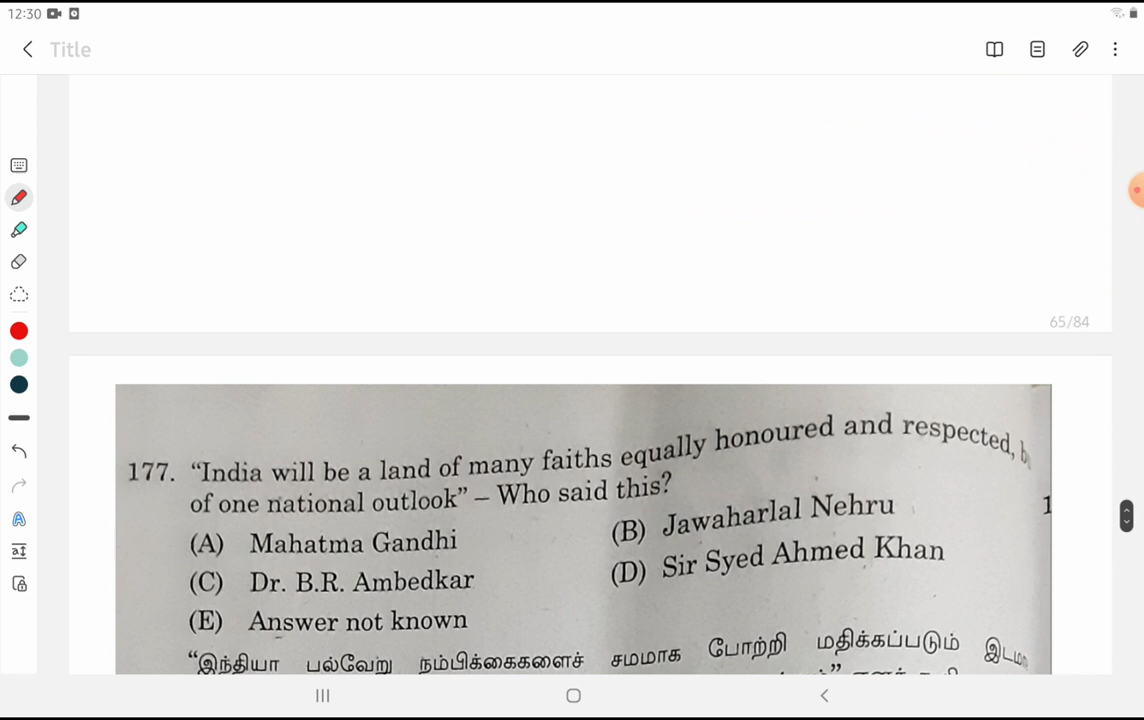 12:30
Title
65/84
177. “India will be a land of many faiths equally honoured and respected, b
of one national outlook” – Who said this?
1
(A) Mahatma Gandhi
(B) Jawaharlal Nehru
(C) Dr. B.R. Ambedkar
(D) Sir Syed Ahmed Khan
(E) Answer not known
“இந்தியா பல்வேறு நம்பிக்கைகளைச் சமமாக போற்றி மதிக்கப்படும்